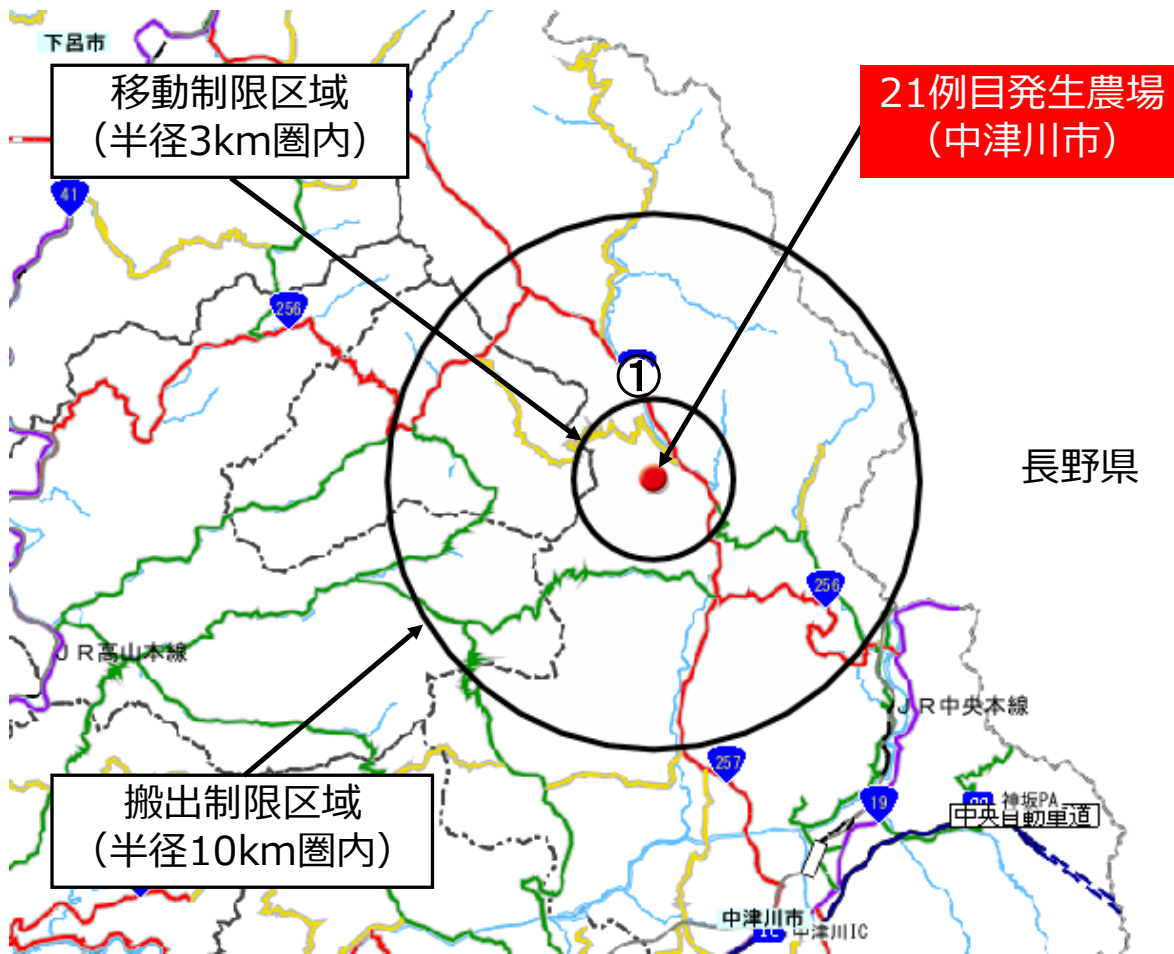 下呂市
移動制限区域
（半径3km圏内）
21例目発生農場
（中津川市）
41
256
①
長野県
256
ＪＲ高山本線
ＪＲ中央本線
257
19
神坂PA
中央自動車道
搬出制限区域
（半径10km圏内）
中津川市
中津川IC